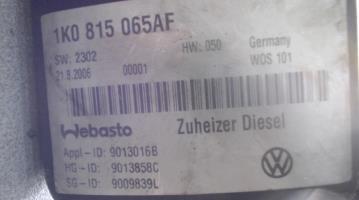 1K0 815 065AF
SW: 2302 HW: 050 Germany
21.8.2006 00001 WOS 101
Webasto Zuheizer Diesel
Appl-ID: 9013016B
HG-ID: 9013858C
SG-ID: 9009839L